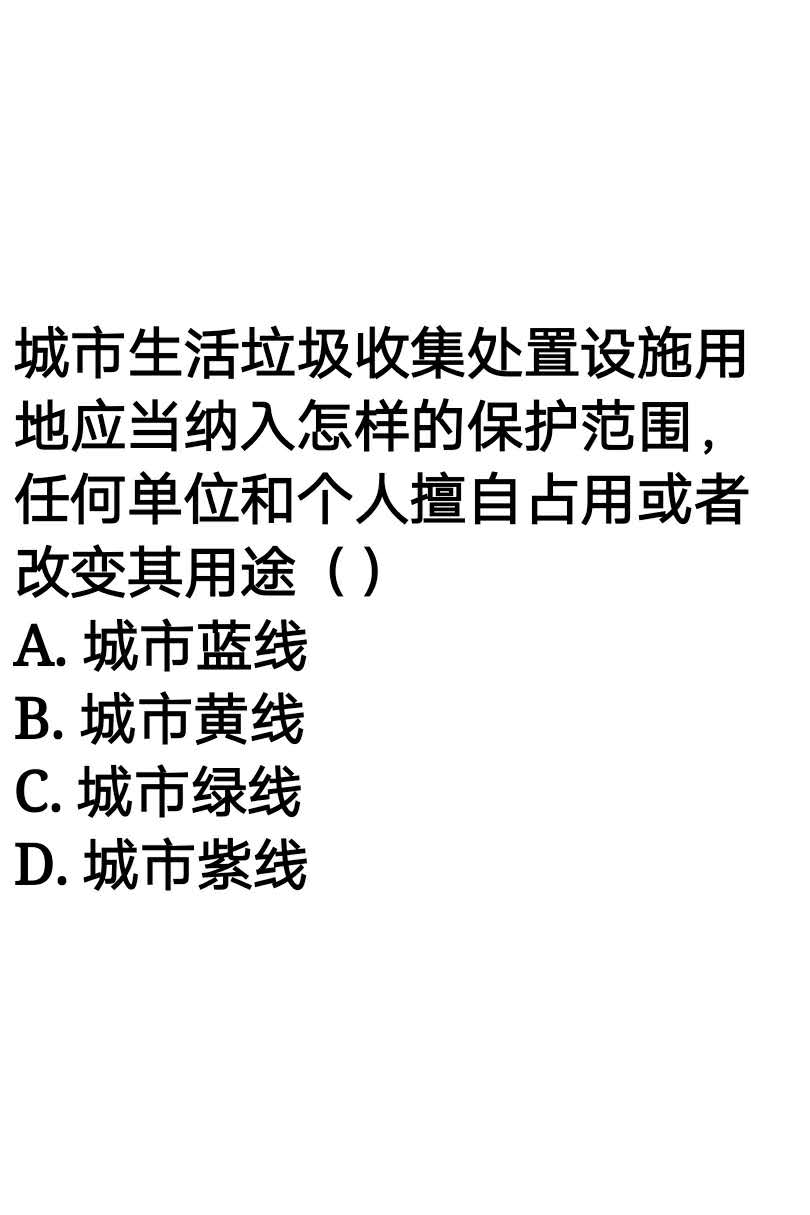 城市生活垃圾收集处置设施用
地应当纳入怎样的保护范围，
任何单位和个人擅自占用或者
改变其用途（）
A. 城市蓝线
B. 城市黄线
C. 城市绿线
D. 城市紫线